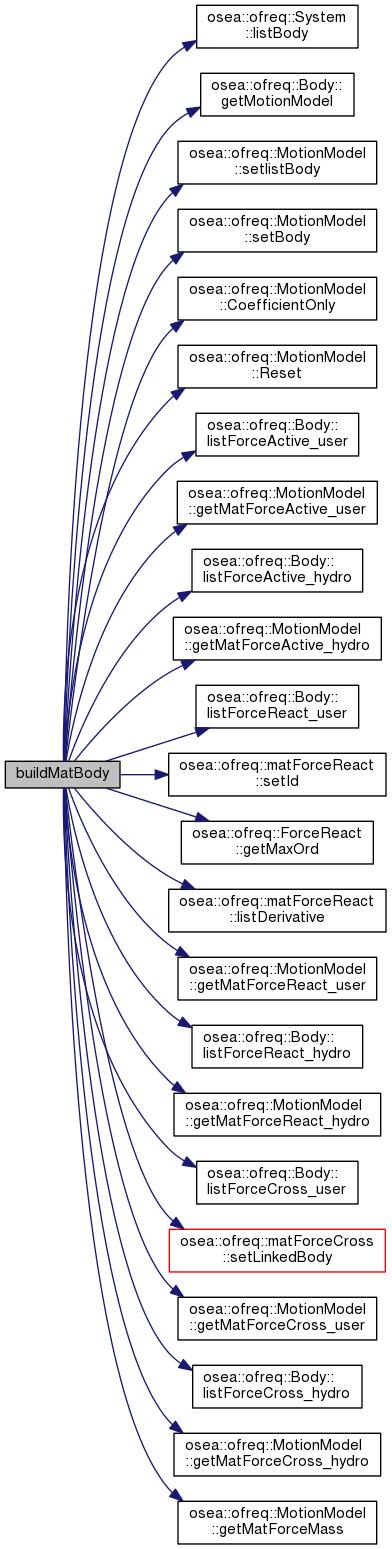 osea::ofreq::System
::listBody
osea::ofreq::Body::
getMotionModel
osea::ofreq::MotionModel
::setlistBody
osea::ofreq::MotionModel
::setBody
osea::ofreq::MotionModel
::CoefficientOnly
osea::ofreq::MotionModel
::Reset
osea::ofreq::Body::
listForceActive_user
osea::ofreq::MotionModel
::getMatForceActive_user
osea::ofreq::Body::
listForceActive_hydro
osea::ofreq::MotionModel
::getMatForceActive_hydro
osea::ofreq::Body::
listForceReact_user
buildMatBody
osea::ofreq::matForceReact
::setId
osea::ofreq::ForceReact
::getMaxOrd
osea::ofreq::matForceReact
::listDerivative
osea::ofreq::MotionModel
::getMatForceReact_user
osea::ofreq::Body::
listForceReact_hydro
osea::ofreq::MotionModel
::getMatForceReact_hydro
osea::ofreq::Body::
listForceCross_user
osea::ofreq::matForceCross
::setLinkedBody
osea::ofreq::MotionModel
::getMatForceCross_user
osea::ofreq::Body::
listForceCross_hydro
osea::ofreq::MotionModel
::getMatForceCross_hydro
osea::ofreq::MotionModel
::getMatForceMass